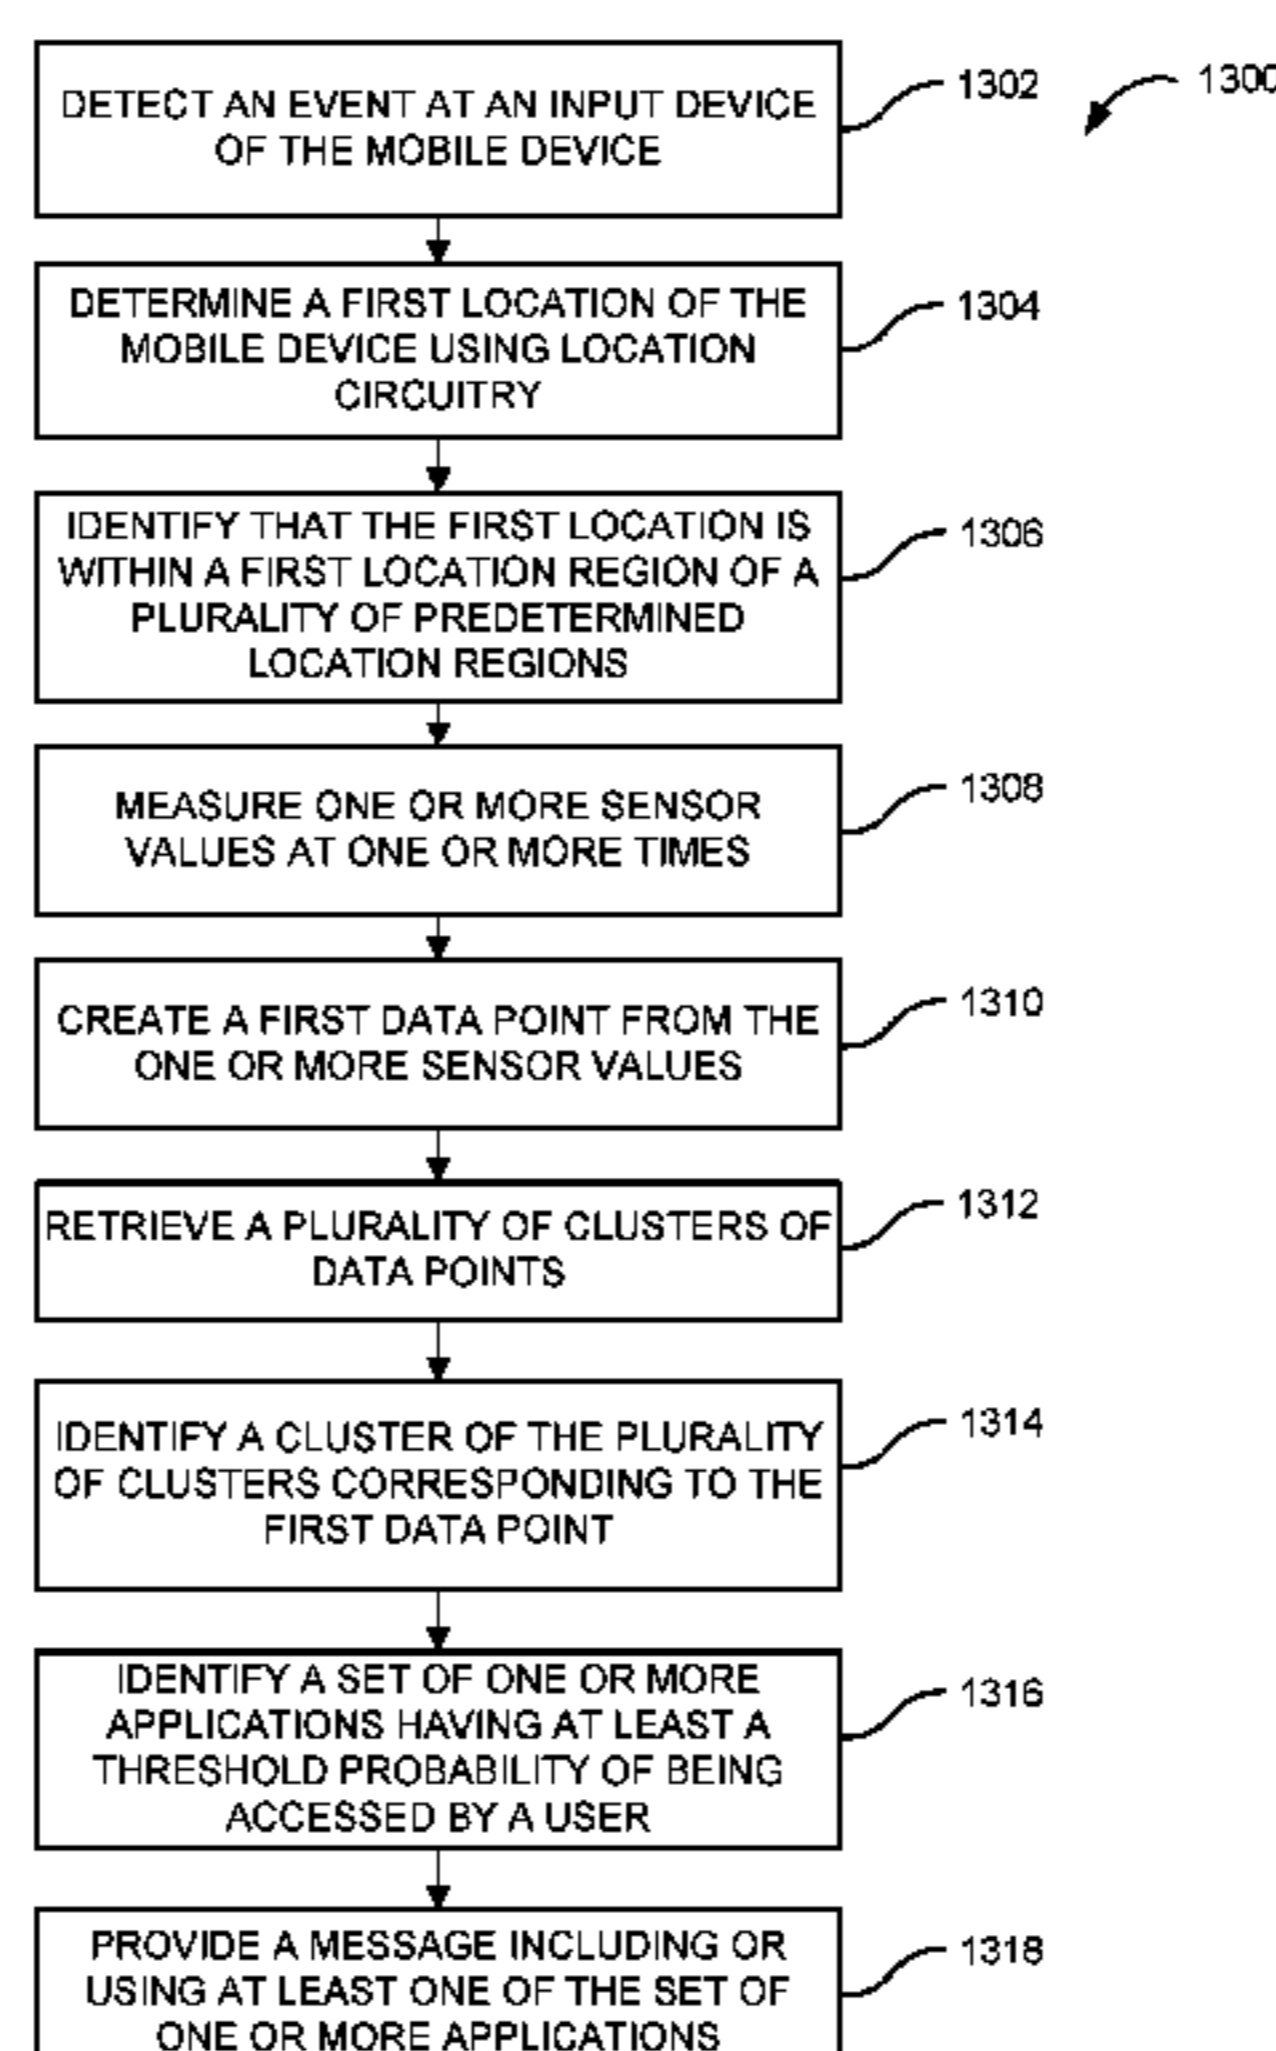 DETECT AN EVENT AT AN INPUT DEVICE
OF THE MOBILE DEVICE
1302
1300
DETERMINE A FIRST LOCATION OF THE
MOBILE DEVICE USING LOCATION
CIRCUITRY
1304
IDENTIFY THAT THE FIRST LOCATION IS
WITHIN A FIRST LOCATION REGION OF A
PLURALITY OF PREDETERMINED
LOCATION REGIONS
1306
MEASURE ONE OR MORE SENSOR
VALUES AT ONE OR MORE TIMES
1308
CREATE A FIRST DATA POINT FROM THE
ONE OR MORE SENSOR VALUES
1310
RETRIEVE A PLURALITY OF CLUSTERS OF
DATA POINTS
1312
IDENTIFY A CLUSTER OF THE PLURALITY
OF CLUSTERS CORRESPONDING TO THE
FIRST DATA POINT
1314
IDENTIFY A SET OF ONE OR MORE
APPLICATIONS HAVING AT LEAST A
THRESHOLD PROBABILITY OF BEING
ACCESSED BY A USER
1316
PROVIDE A MESSAGE INCLUDING OR
USING AT LEAST ONE OF THE SET OF
ONE OR MORE APPLICATIONS
1318